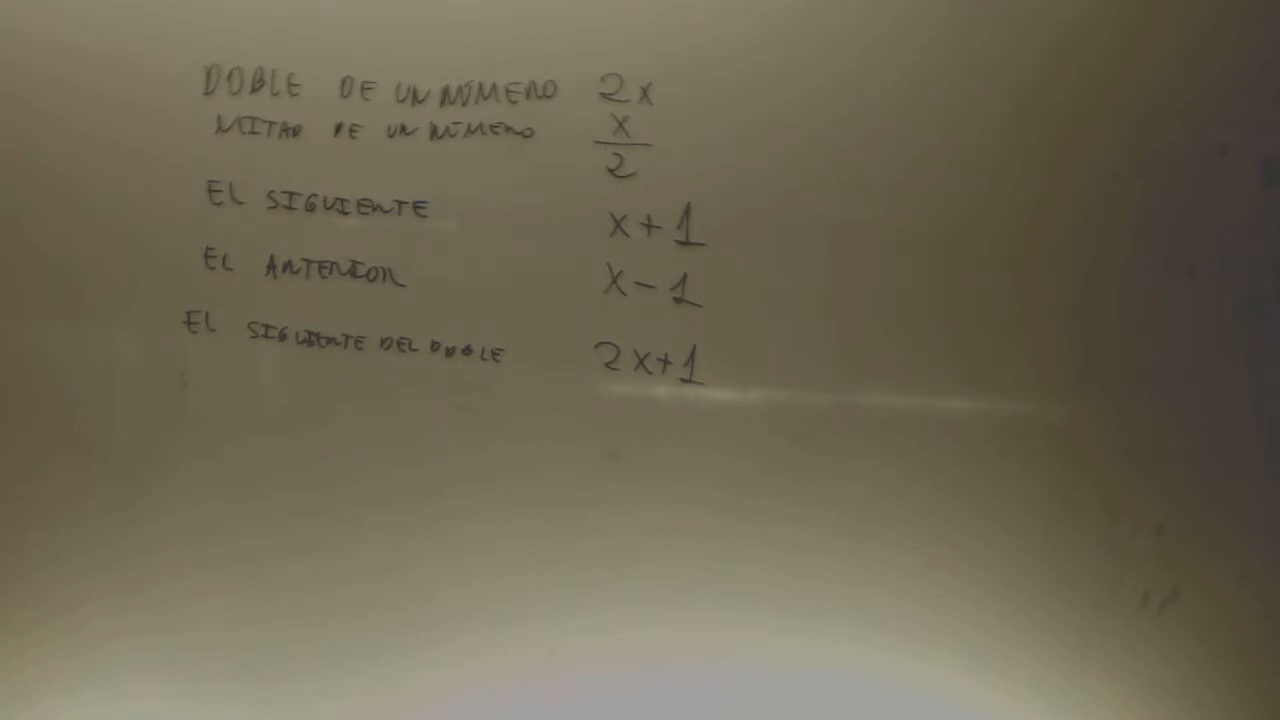 DOBLE DE UN NÚMERO 2x
MITAD DE UN NÚMERO x/2
EL SIGUIENTE x+1
EL ANTERIOR x-1
EL SIGUIENTE DEL DOBLE 2x+1